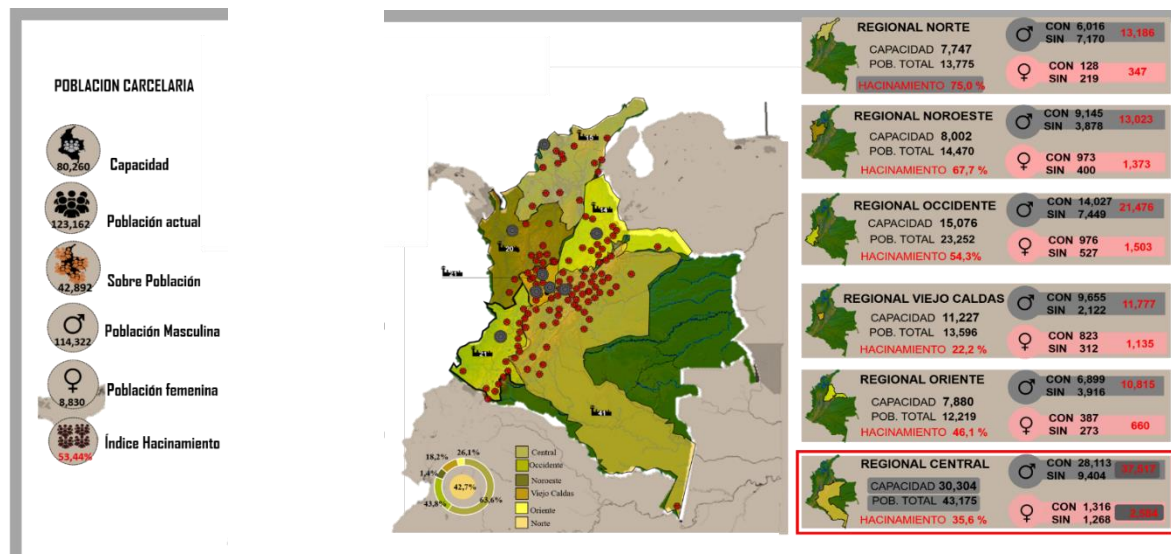 POBLACION CARCELARIA
80,260
Capacidad
123,162
Población actual
42,892
Sobre Población
114,322
Población Masculina
8,830
Población femenina
53,44%
Índice Hacinamiento
15
14
20
21
41
18,2%
26,1%
1,4%
42,7%
43,8%
63,6%
Central
Occidente
Noroeste
Viejo Caldas
Oriente
Norte
REGIONAL NORTE
CAPACIDAD 7,747
POB. TOTAL 13,775
HACINAMIENTO 75,0 %
CON 6,016
SIN 7,170
13,186
CON 128
SIN 219
347
REGIONAL NOROESTE
CAPACIDAD 8,002
POB. TOTAL 14,470
HACINAMIENTO 67,7 %
CON 9,145
SIN 3,878
13,023
CON 973
SIN 400
1,373
REGIONAL OCCIDENTE
CAPACIDAD 15,076
POB. TOTAL 23,252
HACINAMIENTO 54,3%
CON 14,027
SIN 7,449
21,476
CON 976
SIN 527
1,503
REGIONAL VIEJO CALDAS
CAPACIDAD 11,227
POB. TOTAL 13,596
HACINAMIENTO 22,2 %
CON 9,655
SIN 2,122
11,777
CON 823
SIN 312
1,135
REGIONAL ORIENTE
CAPACIDAD 7,880
POB. TOTAL 12,219
HACINAMIENTO 46,1 %
CON 6,899
SIN 3,916
10,815
CON 387
SIN 273
660
REGIONAL CENTRAL
CAPACIDAD 30,304
POB. TOTAL 43,175
HACINAMIENTO 35,6 %
CON 28,113
SIN 9,404
37,517
CON 1,316
SIN 1,268
2,584